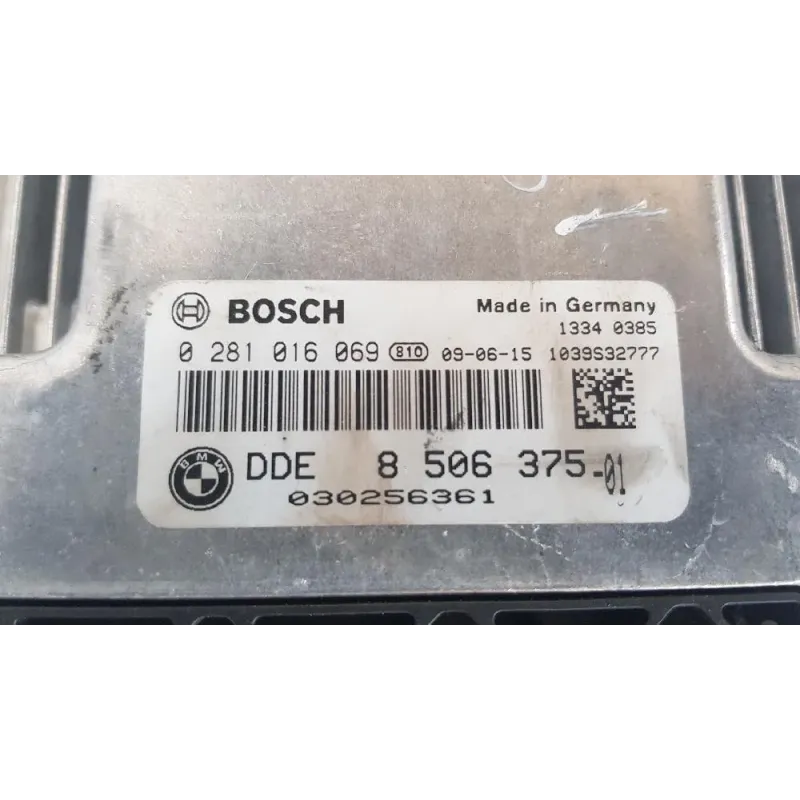 BOSCH Made in Germany
1334 0385
0 281 016 069 810 09-06-15 1039S32777
BMW DDE 8 506 375-01
030256361